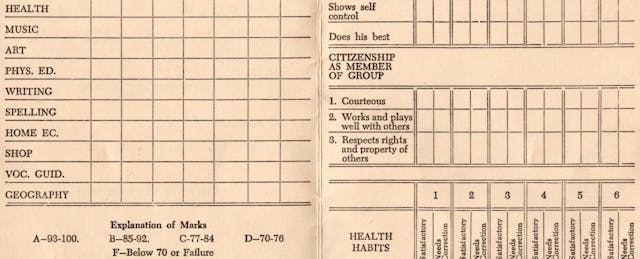 HEALTH
MUSIC
ART
PHYS. ED.
WRITING
SPELLING
HOME EC.
SHOP
VOC. GUID.
GEOGRAPHY
Explanation of Marks
A-93-100. B-85-92. C-77-84 D-70-76
F-Below 70 or Failure
Shows self
control
Does his best
CITIZENSHIP
AS MEMBER
OF GROUP
1. Courteous
2. Works and plays
well with others
3. Respects rights
and property of
others
1 2 3 4 5 6
HEALTH
HABITS
Satisfactory
Needs
Correction
Satisfactory
Needs
Correction
Satisfactory
Needs
Correction
Satisfactory
Needs
Correction
Satisfactory
Needs
Correction
Satisfactory
Needs
Correction